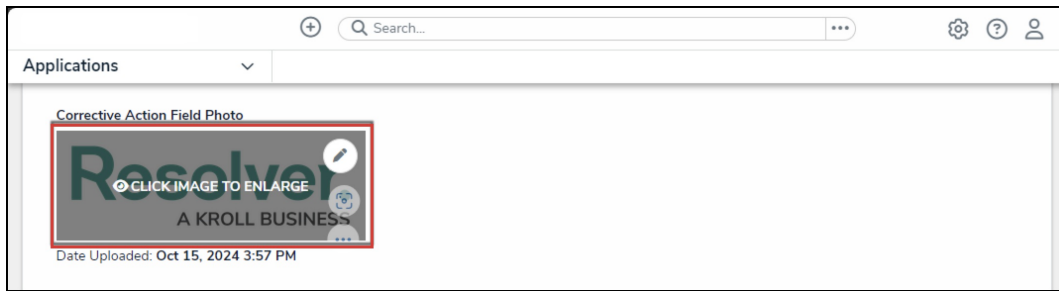 Search...
Applications
Corrective Action Field Photo
Resolver
CLICK IMAGE TO ENLARGE
A KROLL BUSINESS
Date Uploaded: Oct 15, 2024 3:57 PM